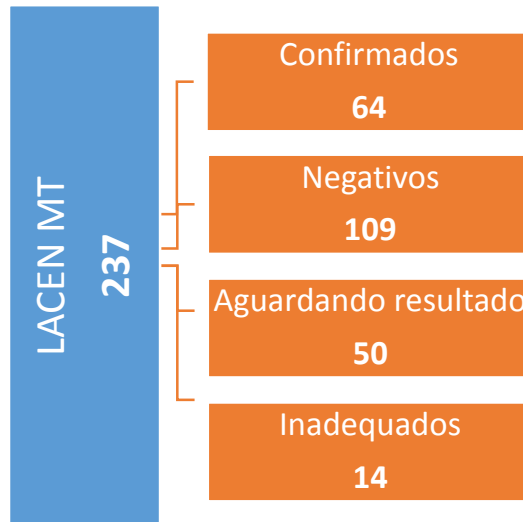 LACEN MT
237
Confirmados
64
Negativos
109
Aguardando resultado
50
Inadequados
14